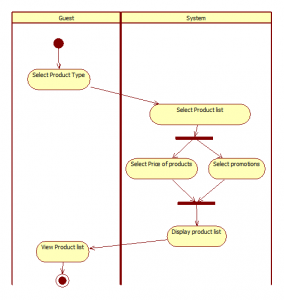 Guest
System
Select Product Type
Select Product list
Select Price of products
Select promotions
Display product list
View Product list